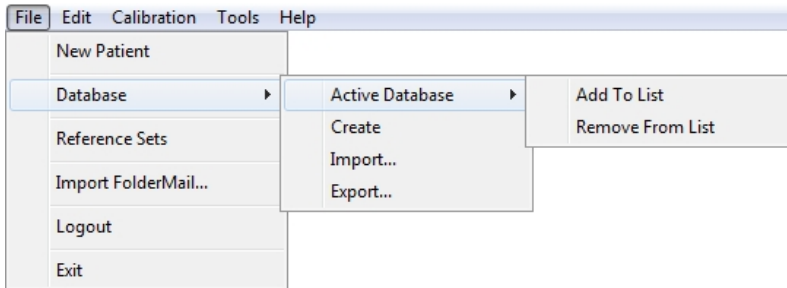 File Edit Calibration Tools Help
New Patient
Database
Active Database
Add To List
Remove From List
Create
Import...
Export...
Reference Sets
Import FolderMail...
Logout
Exit